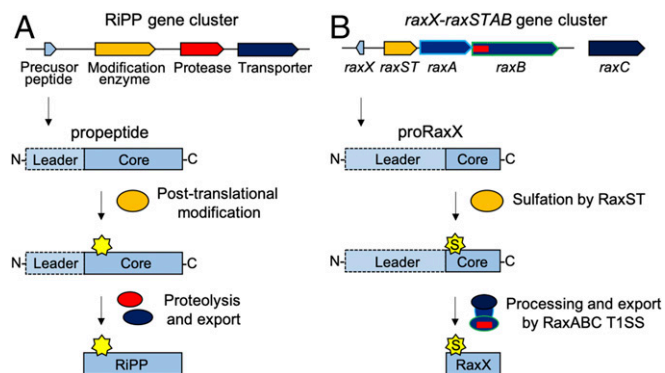 A
RiPP gene cluster
Precusor
peptide
Modification
enzyme
Protease
Transporter
propeptide
N-
Leader
Core
-C
Post-translational
modification
N-
Leader
Core
-C
Proteolysis
and export
RiPP
B
raxX-raxSTAB gene cluster
raxX
raxST
raxA
raxB
raxC
proRaxX
N-
Leader
Core
-C
Sulfation by RaxST
S
N-
Leader
Core
-C
Processing and export
by RaxABC T1SS
S
RaxX